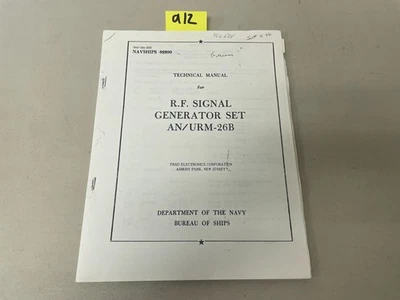 a12
NAVSHIPS
TECHNICAL MANUAL
for
R.F. SIGNAL
GENERATOR SET
AN/URM-26B
TRAD ELECTRONICS CORPORATION
ASBURY PARK, NEW JERSEY
DEPARTMENT OF THE NAVY
BUREAU OF SHIPS